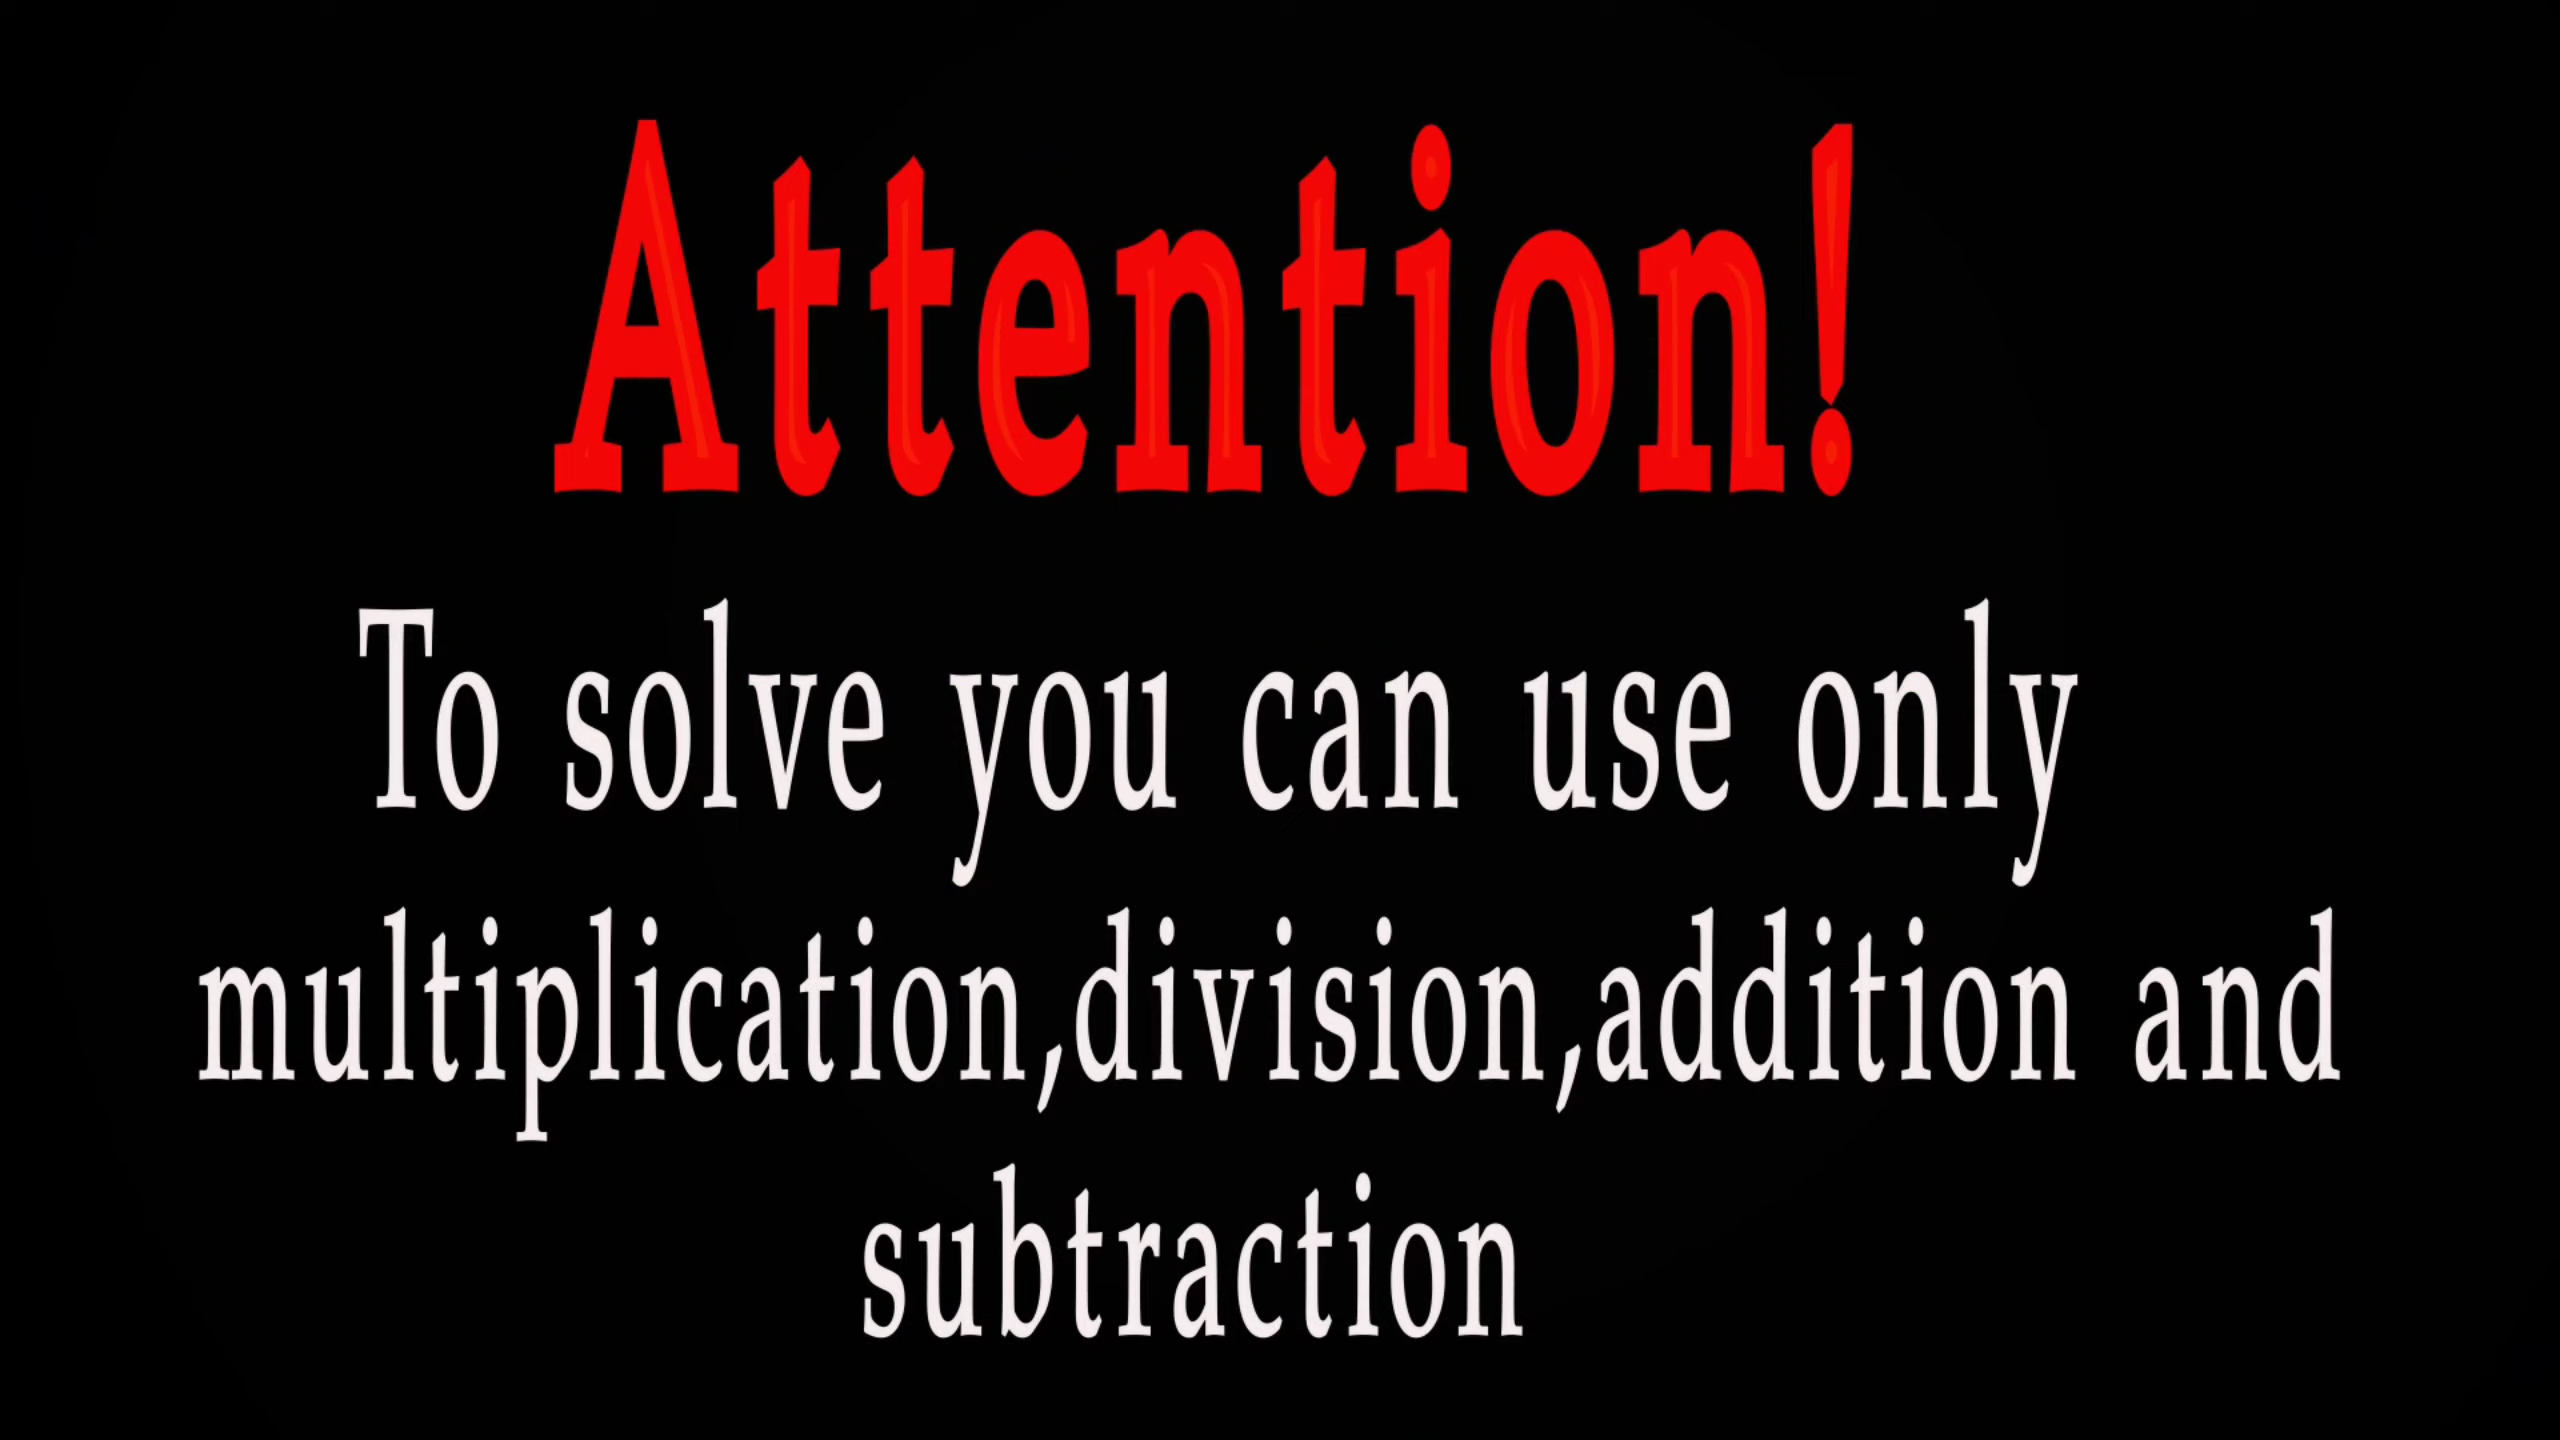 Attention!
To solve you can use only
multiplication,division,addition and
subtraction